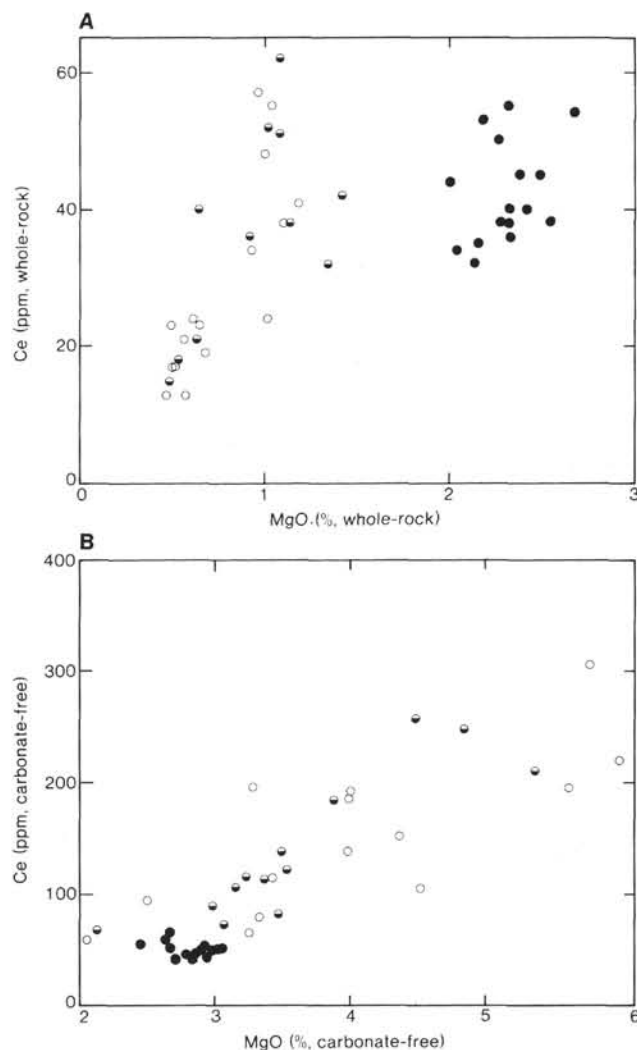 A
60
40
20
0
Ce (ppm, whole-rock)
0 1 2 3
MgO.(%, whole-rock)
B
400
300
200
100
0
Ce (ppm, carbonate-free)
2 3 4 5 6
MgO (%, carbonate-free)